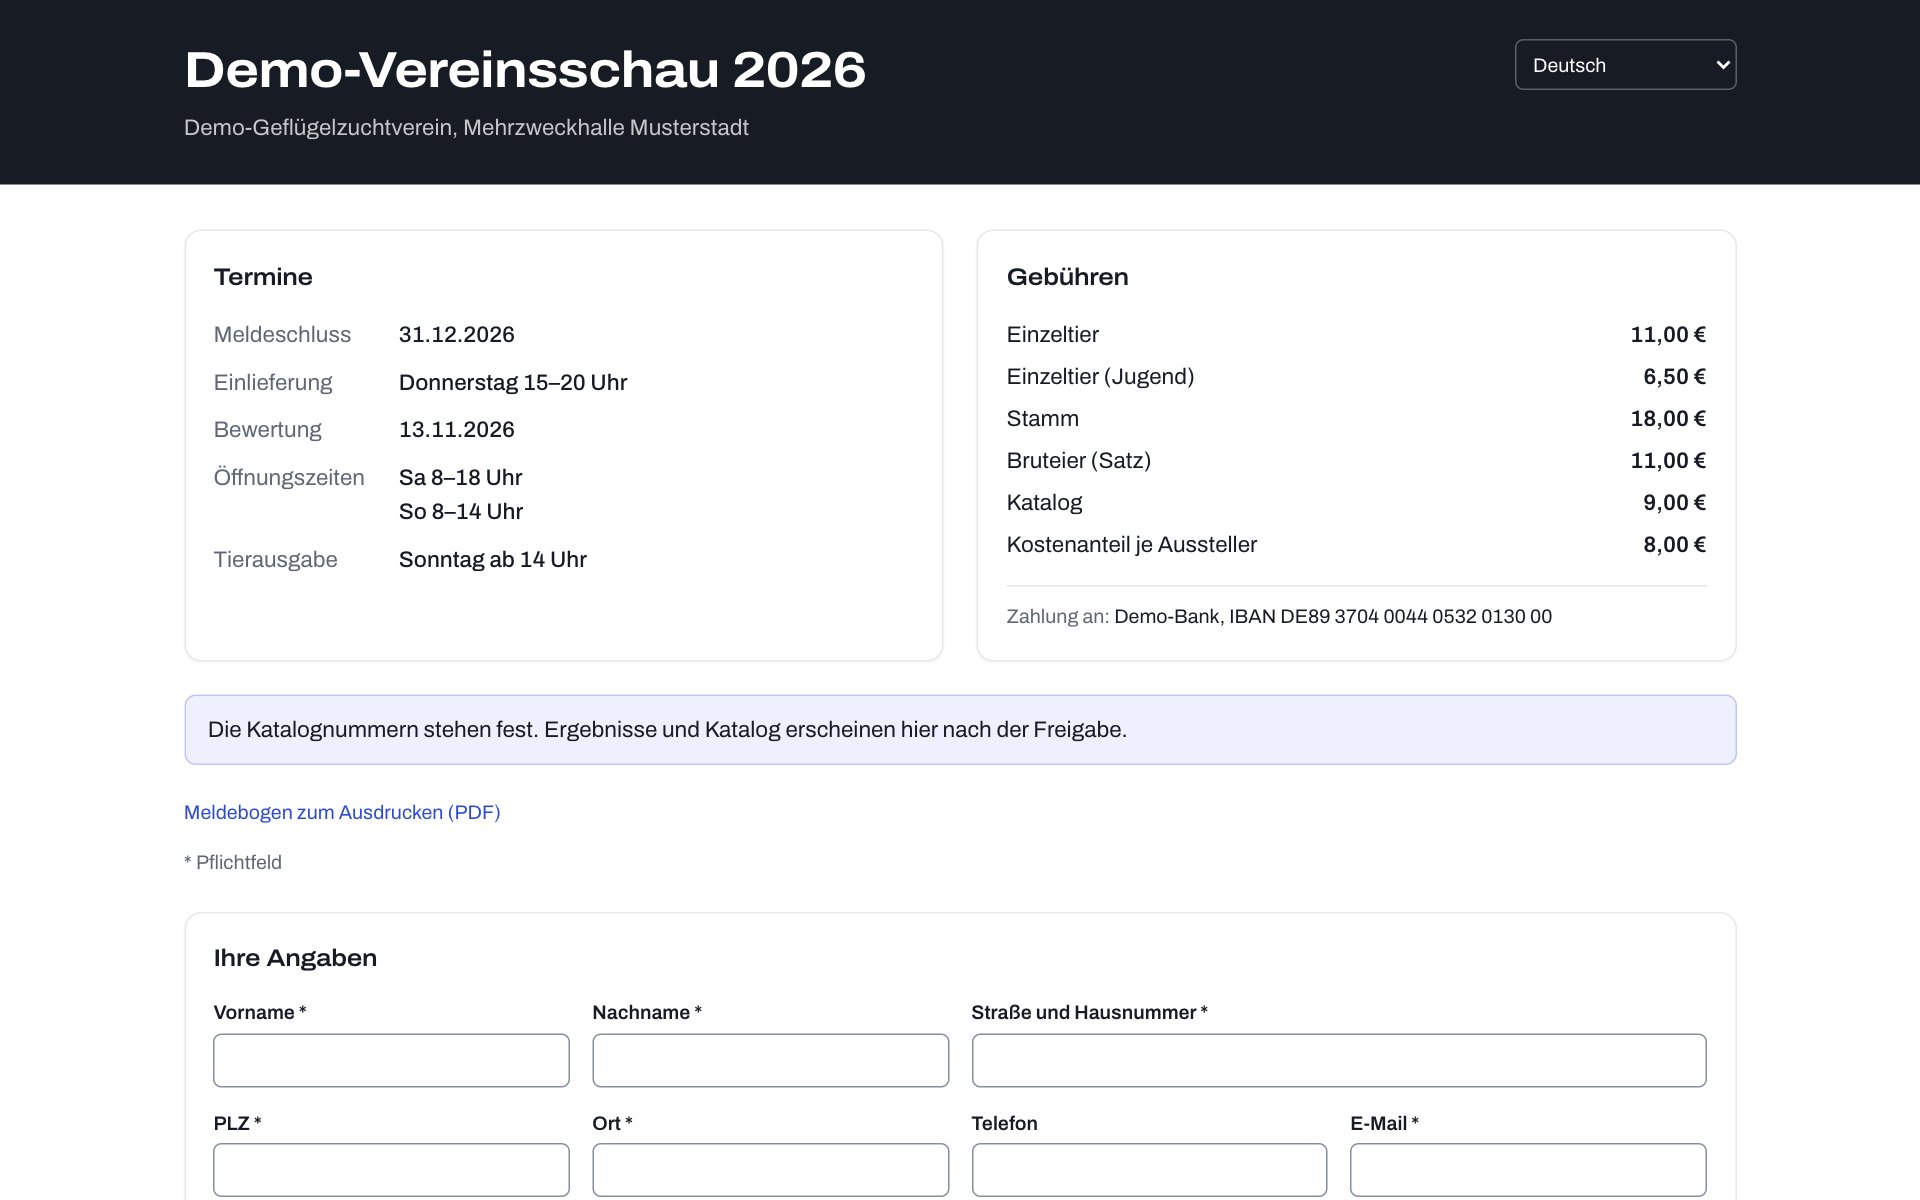 Demo-Vereinsschau 2026
Deutsch
Demo-Geflügelzuchtverein, Mehrzweckhalle Musterstadt
Termine
Meldeschluss 31.12.2026
Einlieferung Donnerstag 15–20 Uhr
Bewertung 13.11.2026
Öffnungszeiten Sa 8–18 Uhr
So 8–14 Uhr
Tierausgabe Sonntag ab 14 Uhr
Gebühren
Einzeltier 11,00 €
Einzeltier (Jugend) 6,50 €
Stamm 18,00 €
Bruteier (Satz) 11,00 €
Katalog 9,00 €
Kostenanteil je Aussteller 8,00 €
Zahlung an: Demo-Bank, IBAN DE89 3704 0044 0532 0130 00
Die Katalognummern stehen fest. Ergebnisse und Katalog erscheinen hier nach der Freigabe.
Meldebogen zum Ausdrucken (PDF)
* Pflichtfeld
Ihre Angaben
Vorname * Nachname * Straße und Hausnummer *
PLZ * Ort * Telefon E-Mail *